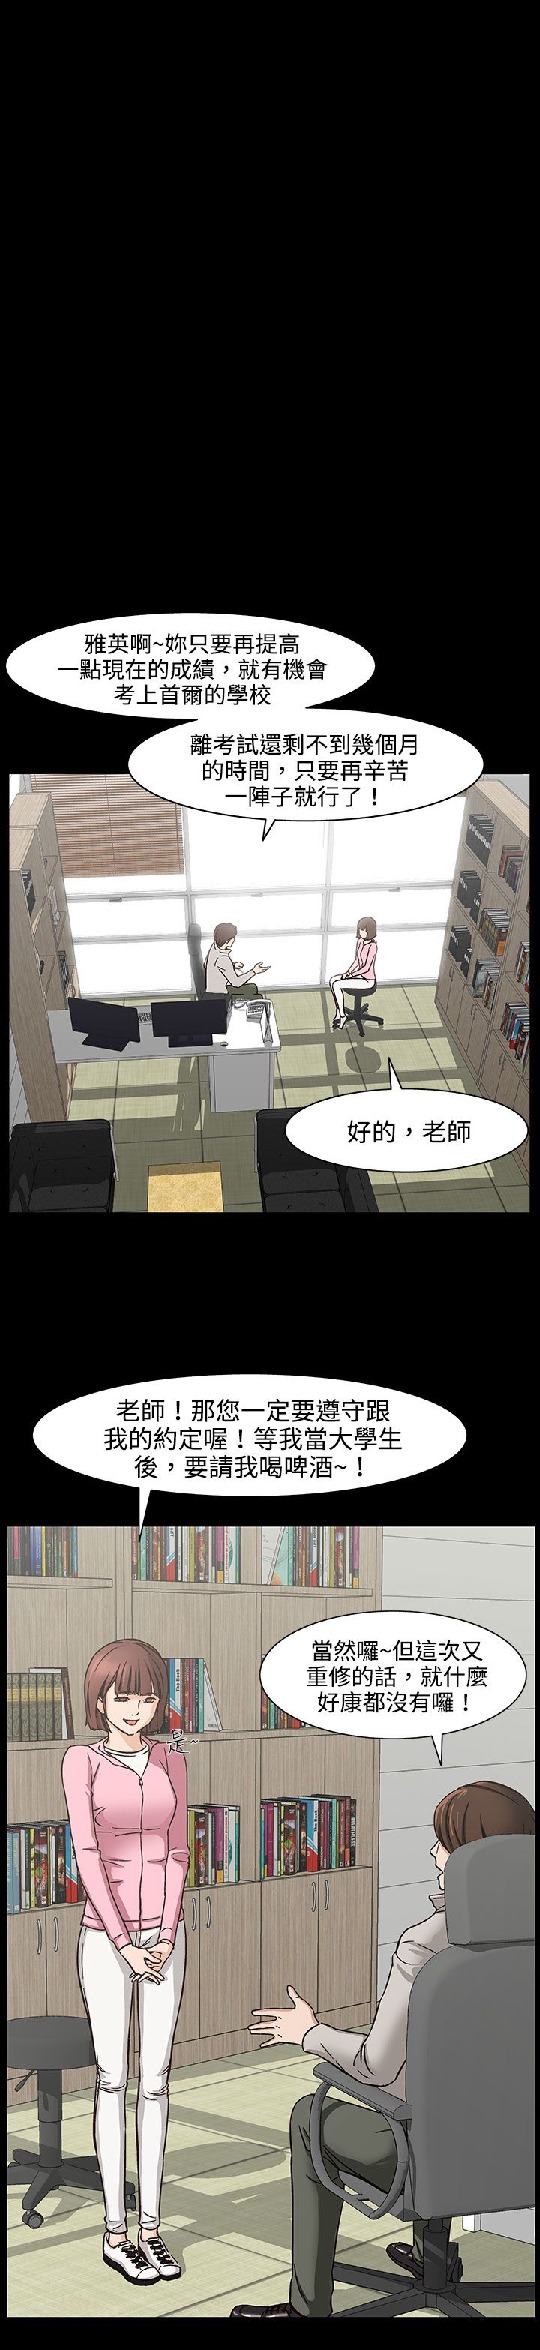 雅英啊~妳只要再提高
一點現在的成績，就有機會
考上首爾的學校
離考試還剩不到幾個月
的時間，只要再辛苦
一陣子就行了！
好的，老師
老師！那您一定要遵守跟
我的約定喔！等我當大學生
後，要請我喝啤酒~！
當然囉~但這次又
重修的話，就什麼
好康都沒有囉！
是~